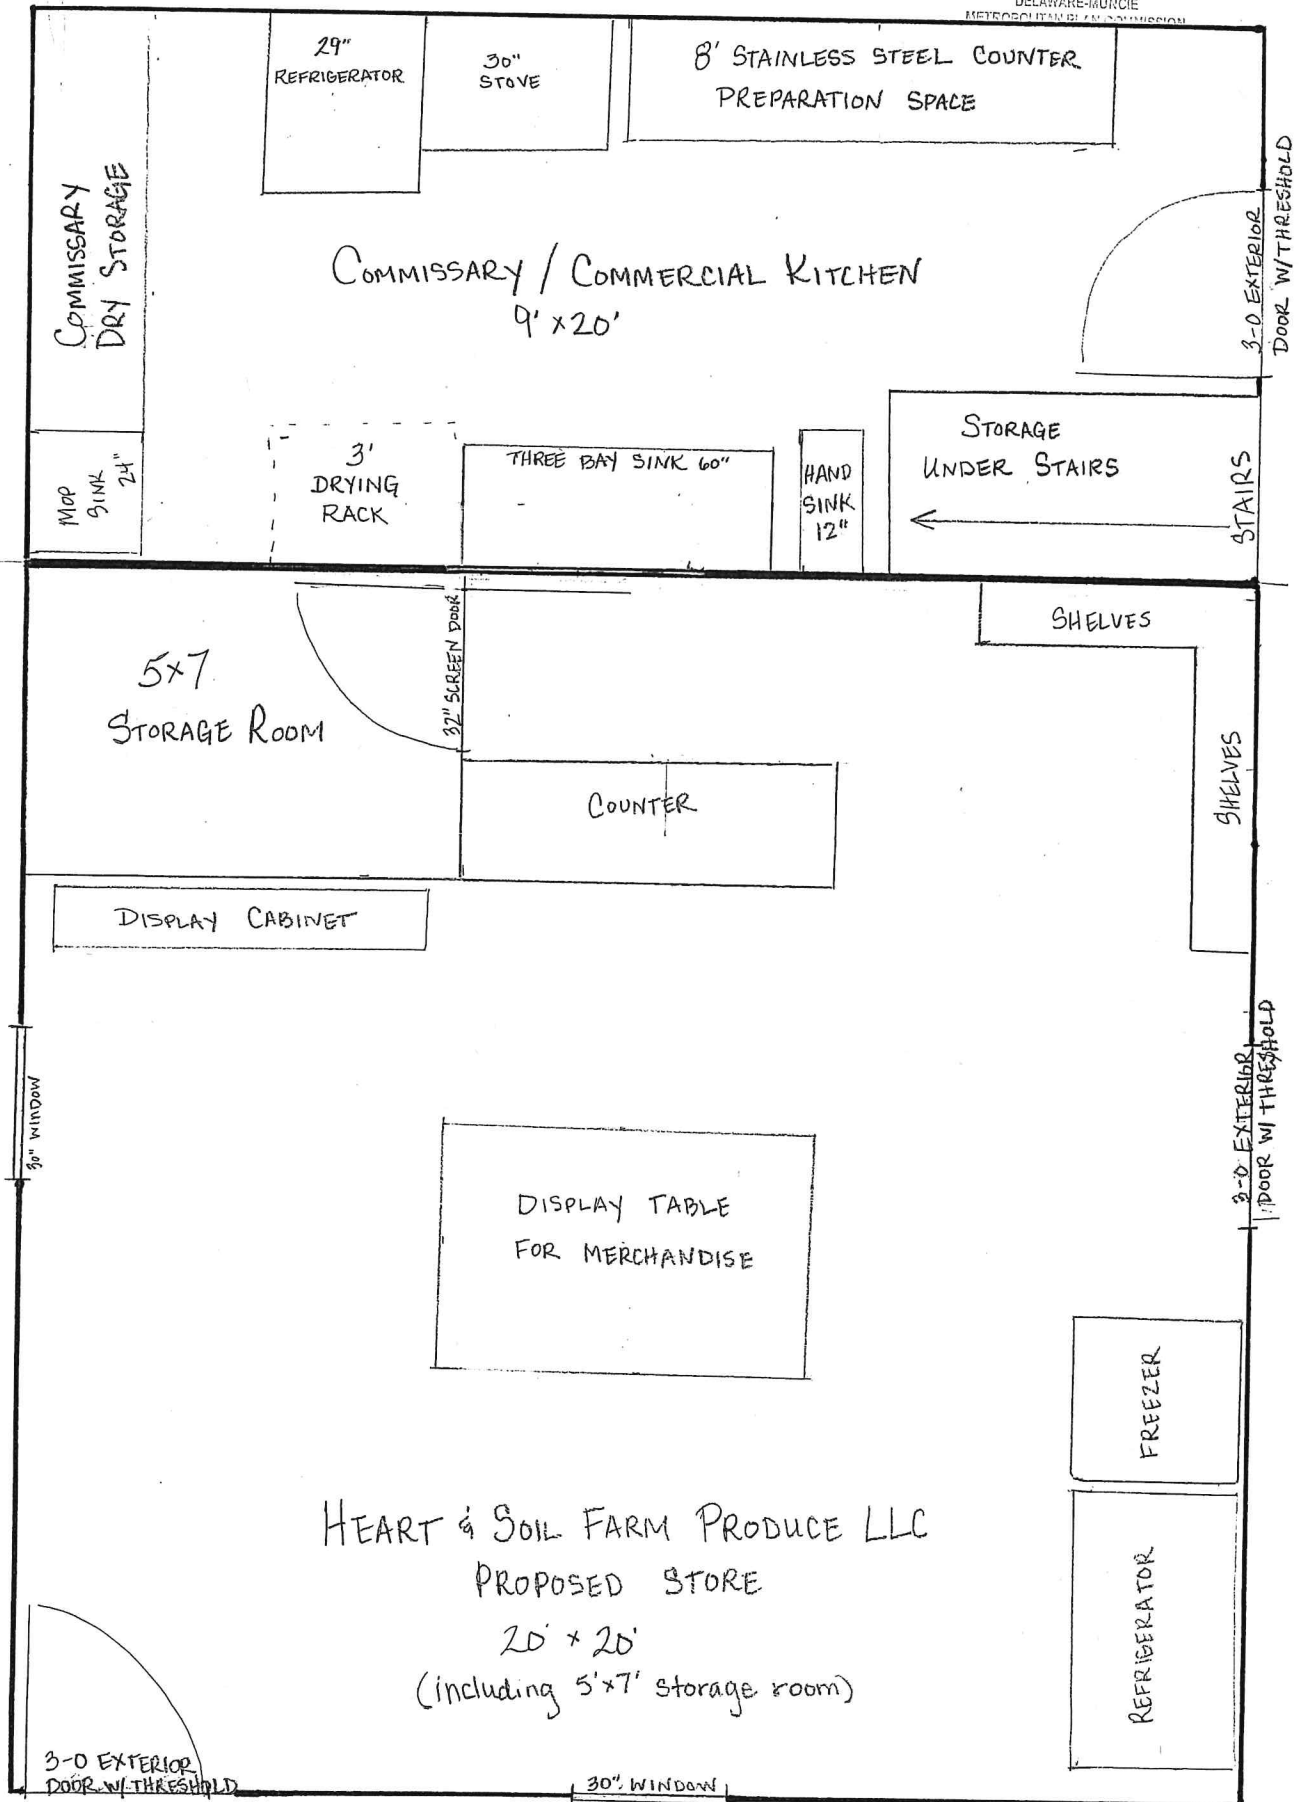 DELAWARE-MUNCIE
METROPOLITAN PLAN COMMISSION
29"
REFRIGERATOR
30"
STOVE
8' STAINLESS STEEL COUNTER
PREPARATION SPACE
COMMISSARY
DRY STORAGE
COMMISSARY / COMMERCIAL KITCHEN
9' x 20'
3-0 EXTERIOR
DOOR W/ THRESHOLD
MOP
SINK
24"
3'
DRYING
RACK
THREE BAY SINK 60"
HAND
SINK
12"
STORAGE
UNDER STAIRS
STAIRS
5x7
STORAGE ROOM
32" SCREEN DOOR
SHELVES
SHELVES
COUNTER
DISPLAY CABINET
30" WINDOW
3-0 EXTERIOR
DOOR W/ THRESHOLD
DISPLAY TABLE
FOR MERCHANDISE
FREEZER
HEART & SOIL FARM PRODUCE LLC
PROPOSED STORE
20' x 20'
(including 5'x7' storage room)
REFRIGERATOR
3-0 EXTERIOR
DOOR W/ THRESHOLD
30" WINDOW